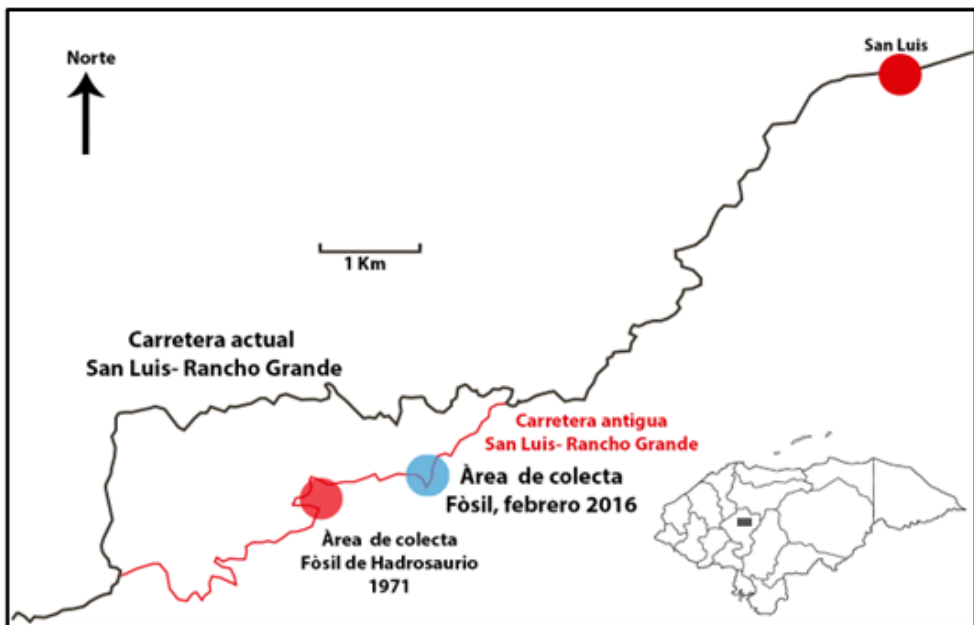 Norte
San Luis
1 Km
Carretera actual
San Luis- Rancho Grande
Carretera antigua
San Luis- Rancho Grande
Àrea  de colecta
Fòsil, febrero 2016
Àrea  de colecta
Fòsil de Hadrosaurio
1971